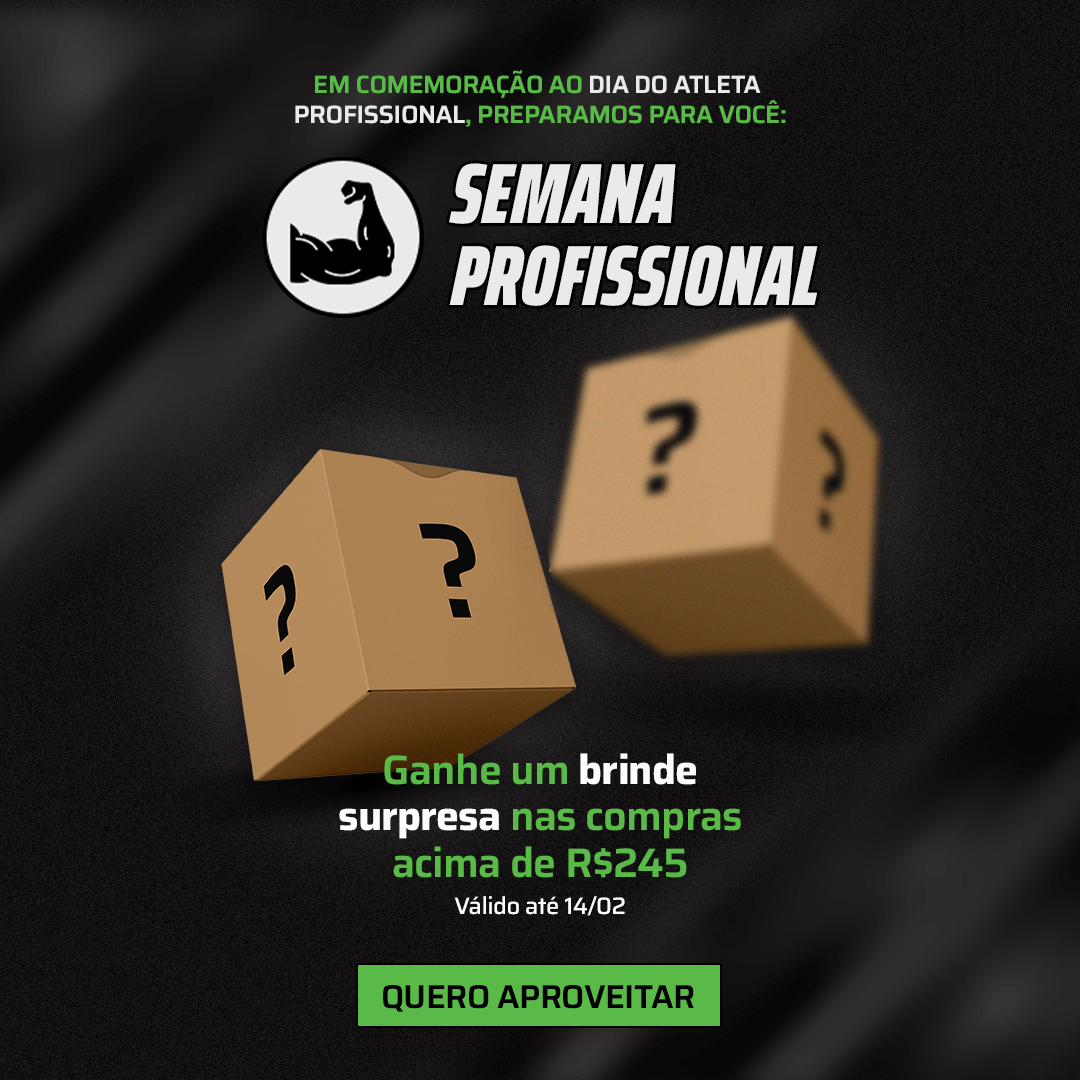 EM COMEMORAÇÃO AO DIA DO ATLETA
PROFISSIONAL, PREPARAMOS PARA VOCÊ:
SEMANA
PROFISSIONAL
?
?
?
?
Ganhe um brinde
surpresa nas compras
acima de R$245
Válido até 14/02
QUERO APROVEITAR